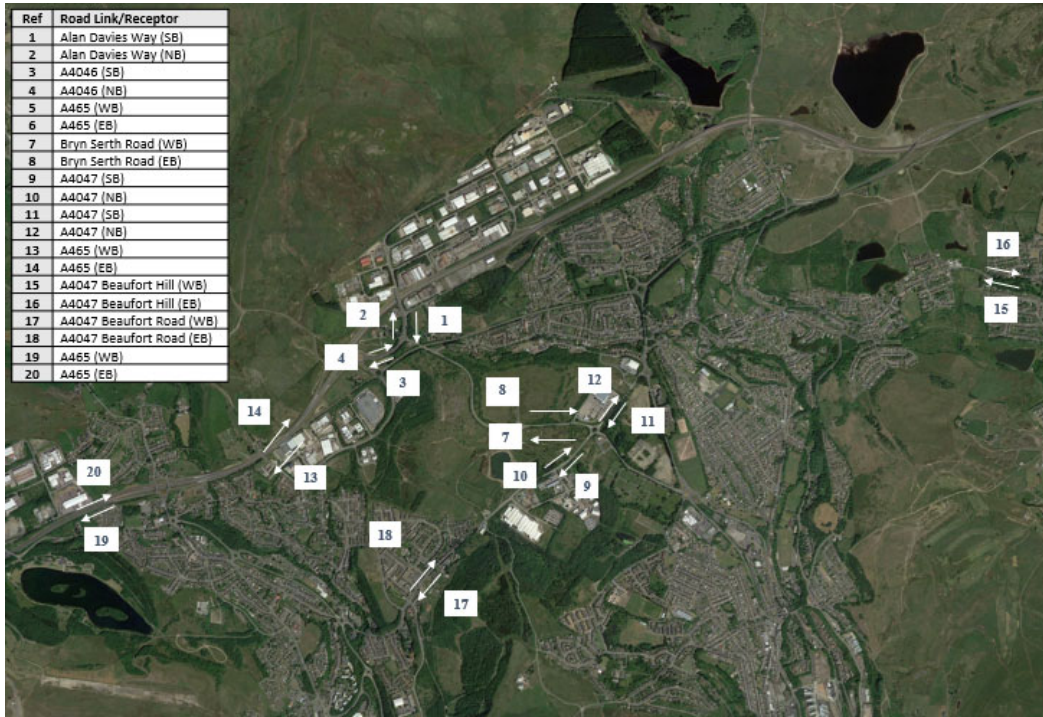 Ref Road Link/Receptor
1 Alan Davies Way (SB)
2 Alan Davies Way (NB)
3 A4046 (SB)
4 A4046 (NB)
5 A465 (WB)
6 A465 (EB)
7 Bryn Serth Road (WB)
8 Bryn Serth Road (EB)
9 A4047 (SB)
10 A4047 (NB)
11 A4047 (SB)
12 A4047 (NB)
13 A465 (WB)
14 A465 (EB)
15 A4047 Beaufort Hill (WB)
16 A4047 Beaufort Hill (EB)
17 A4047 Beaufort Road (WB)
18 A4047 Beaufort Road (EB)
19 A465 (WB)
20 A465 (EB)
16
15
2
1
4
3
12
8
14
11
7
20
13
10
9
19
18
17